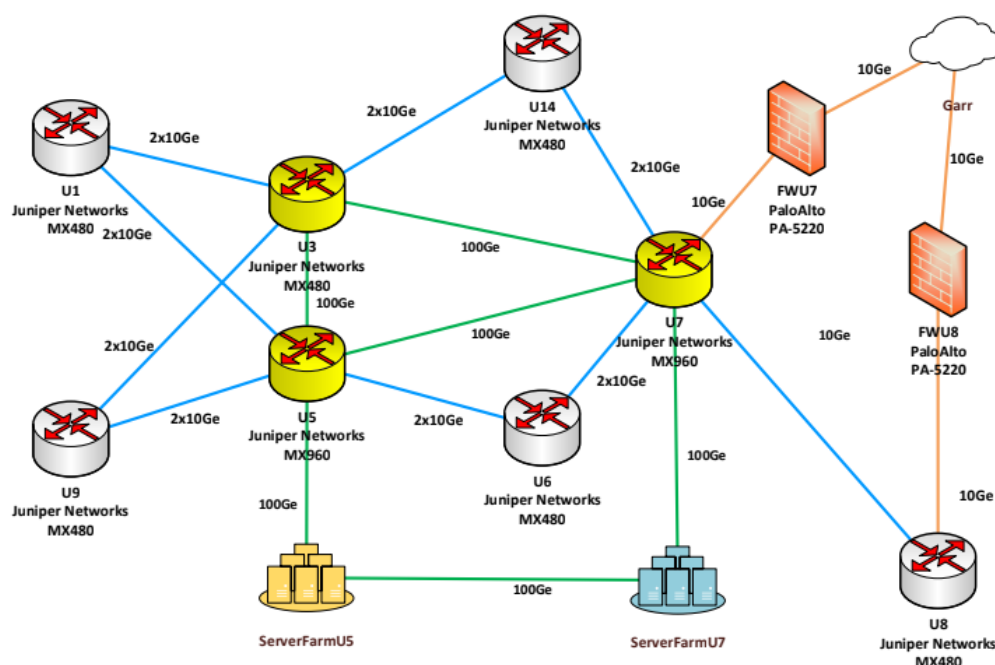 10Ge
Garr
2x10Ge
U14
Juniper Networks
MX480
2x10Ge
U1
Juniper Networks
MX480
2x10Ge
10Ge
FWU7
PaloAlto
PA-5220
10Ge
2x10Ge
U3
Juniper Networks
MX480
100Ge
100Ge
100Ge
U7
Juniper Networks
MX960
10Ge
FWU8
PaloAlto
PA-5220
2x10Ge
2x10Ge
U5
Juniper Networks
MX960
2x10Ge
2x10Ge
U9
Juniper Networks
MX480
U6
Juniper Networks
MX480
100Ge
100Ge
10Ge
100Ge
ServerFarmU5
ServerFarmU7
U8
Juniper Networks
MX480